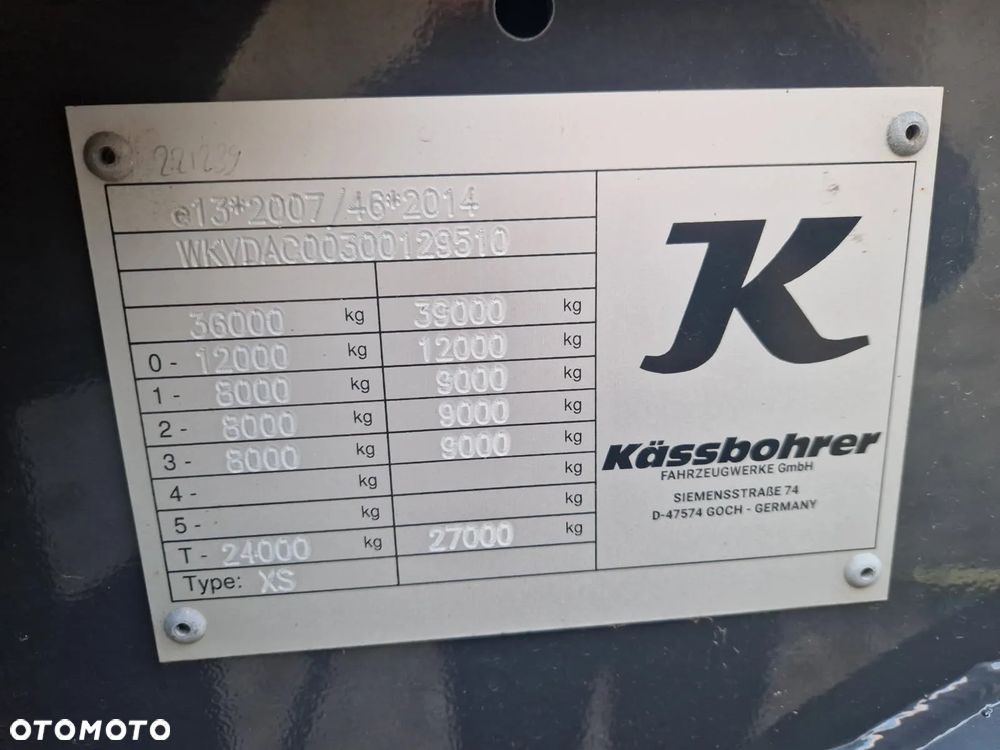 221239
e13*2007/46*2014
WKVDAC00300129510
36000 kg 39000 kg
0 - 12000 kg 12000 kg
1 - 8000 kg 9000 kg
2 - 8000 kg 9000 kg
3 - 8000 kg 9000 kg
4 - kg kg
5 - kg kg
T - 24000 kg 27000 kg
Type: XS
K
Kässbohrer
FAHRZEUGWERKE GmbH
SIEMENSSTRAßE 74
D-47574 GOCH - GERMANY
OTOMOTO